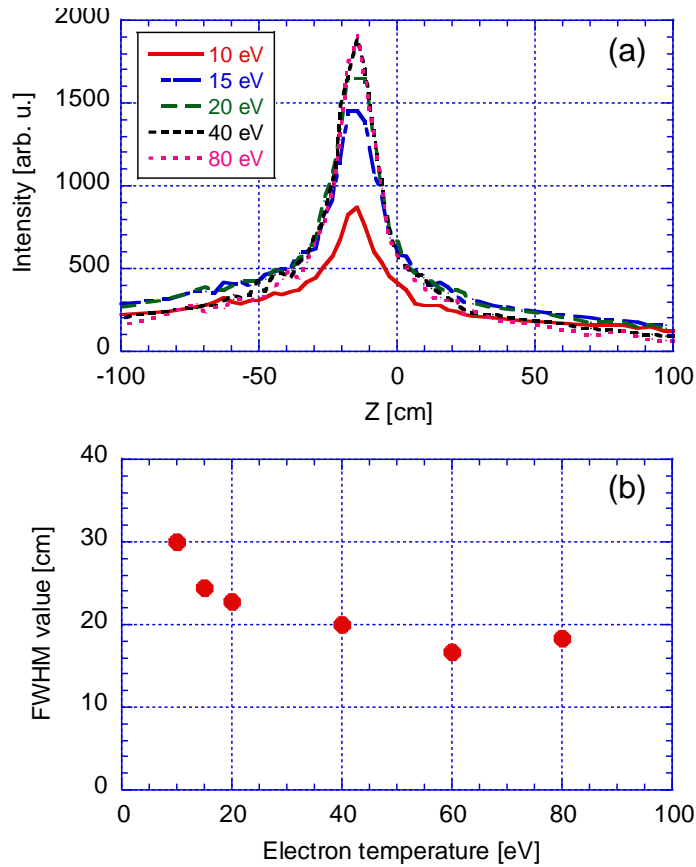 2000
(a)
10 eV
15 eV
20 eV
40 eV
80 eV
1500
1000
500
0
Intensity [arb. u.]
-100
-50
0
50
100
Z [cm]
40
(b)
30
20
10
0
FWHM value [cm]
0
20
40
60
80
100
Electron temperature [eV]